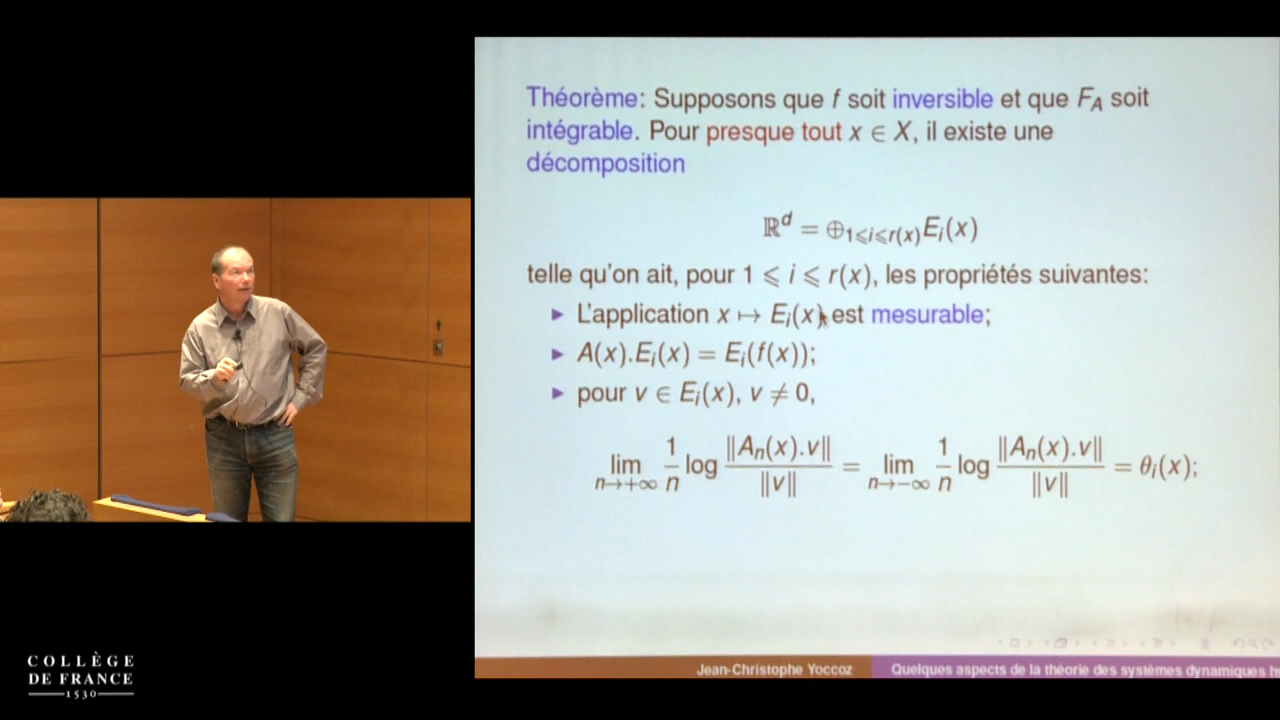 Théorème: Supposons que f soit inversible et que F_A soit
intégrable. Pour presque tout x ∈ X, il existe une
décomposition
ℝ^d = ⊕_{1⩽i⩽r(x)} E_i(x)
telle qu'on ait, pour 1 ⩽ i ⩽ r(x), les propriétés suivantes:
▶ L'application x ↦ E_i(x) est mesurable;
▶ A(x).E_i(x) = E_i(f(x));
▶ pour v ∈ E_i(x), v ≠ 0,
lim_{n→+∞} 1/n log ‖A_n(x).v‖/‖v‖ = lim_{n→−∞} 1/n log ‖A_n(x).v‖/‖v‖ = θ_i(x);
Jean-Christophe Yoccoz Quelques aspects de la théorie des systèmes dynamiques
COLLÈGE
DE FRANCE
1530